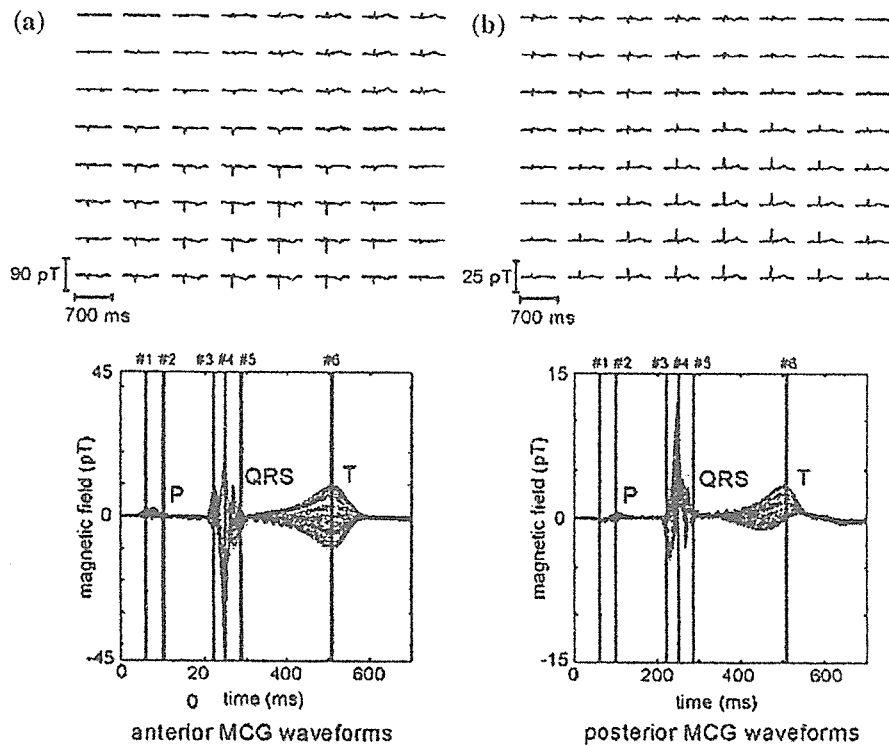 (a)
90 pT
700 ms
(b)
25 pT
700 ms
#1 #2 #3 #4 #5 #6
45
0
-45
magnetic field (pT)
P
QRS
T
0 20 400 600
0
time (ms)
anterior MCG waveforms
#1 #2 #3 #4 #5 #6
15
0
-15
magnetic field (pT)
P
QRS
T
0 200 400 600
time (ms)
posterior MCG waveforms